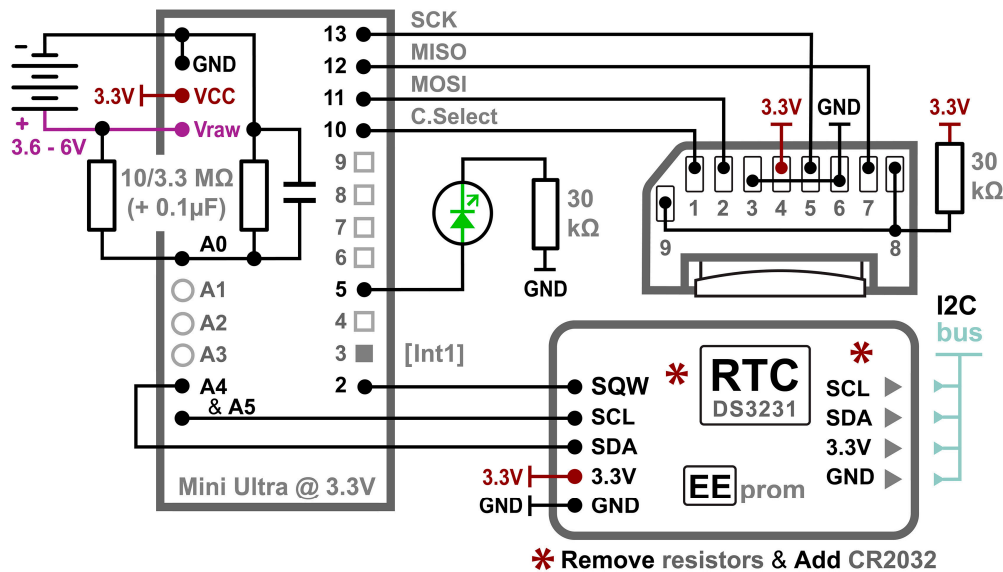 -
+
3.6 - 6V
3.3V
GND
VCC
Vraw
10/3.3 MΩ
(+ 0.1µF)
A0
A1
A2
A3
A4
& A5
Mini Ultra @ 3.3V
13
12
11
10
9
8
7
6
5
4
3
2
[Int1]
SCK
MISO
MOSI
C.Select
30
kΩ
GND
3.3V
GND
3.3V
30
kΩ
1
2
3
4
5
6
7
8
9
SQW
SCL
SDA
3.3V
GND
3.3V
GND
*
RTC
DS3231
EEprom
*
SCL
SDA
3.3V
GND
I2C
bus
* Remove resistors & Add CR2032